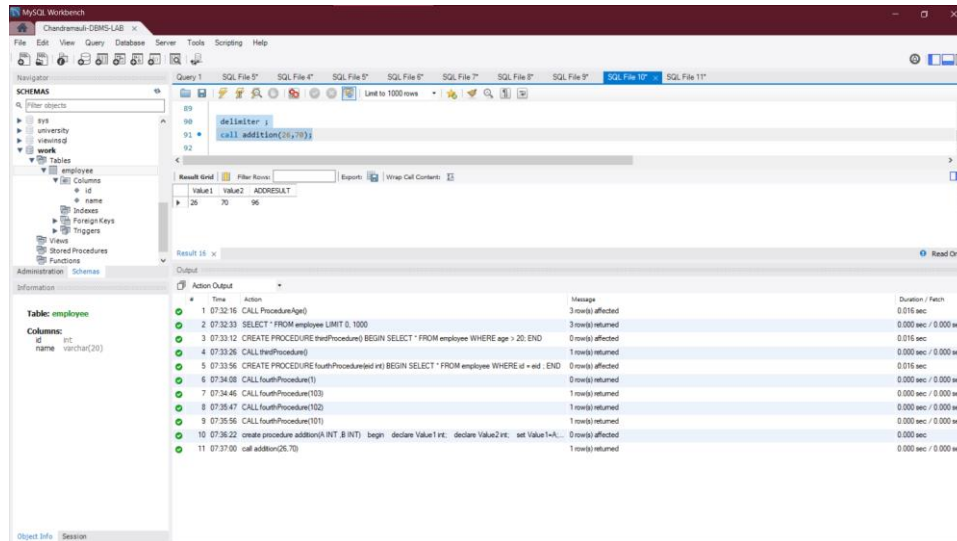 MySQL Workbench
Chandramauli-DBMS-LAB ×
File Edit View Query Database Server Tools Scripting Help
Navigator
SCHEMAS
Filter objects
sys
university
viewinsql
work
Tables
employee
Columns
id
name
Indexes
Foreign Keys
Triggers
Views
Stored Procedures
Functions
Administration Schemas
Information
Table: employee
Columns:
id int
name varchar(20)
Object Info Session
Query 1 SQL File 5* SQL File 4* SQL File 5* SQL File 6* SQL File 7* SQL File 8* SQL File 9* SQL File 10* × SQL File 11*
Limit to 1000 rows
89
90 delimiter ;
91 call addition(26,70);
92
Result Grid Filter Rows: Export: Wrap Cell Content:
Value1 Value2 ADDRESULT
26 70 96
Result 16 × Read On
Output
Action Output
# Time Action Message Duration / Fetch
1 07:32:16 CALL ProcedureAge() 3 row(s) affected 0.016 sec
2 07:32:33 SELECT * FROM employee LIMIT 0, 1000 3 row(s) returned 0.000 sec / 0.000 se
3 07:33:12 CREATE PROCEDURE thirdProcedure() BEGIN SELECT * FROM employee WHERE age > 20; END 0 row(s) affected 0.016 sec
4 07:33:26 CALL thirdProcedure() 1 row(s) returned 0.000 sec / 0.000 se
5 07:33:56 CREATE PROCEDURE fourthProcedure(eid int) BEGIN SELECT * FROM employee WHERE id = eid ; END 0 row(s) affected 0.016 sec
6 07:34:08 CALL fourthProcedure(1) 0 row(s) returned 0.000 sec / 0.000 se
7 07:34:46 CALL fourthProcedure(103) 1 row(s) returned 0.000 sec / 0.000 se
8 07:35:47 CALL fourthProcedure(102) 1 row(s) returned 0.000 sec / 0.000 se
9 07:35:56 CALL fourthProcedure(101) 1 row(s) returned 0.000 sec / 0.000 se
10 07:36:22 create procedure addition(A INT ,B INT) begin declare Value1 int; declare Value2 int; set Value1=A;... 0 row(s) affected 0.000 sec
11 07:37:00 call addition(26,70) 1 row(s) returned 0.000 sec / 0.000 se